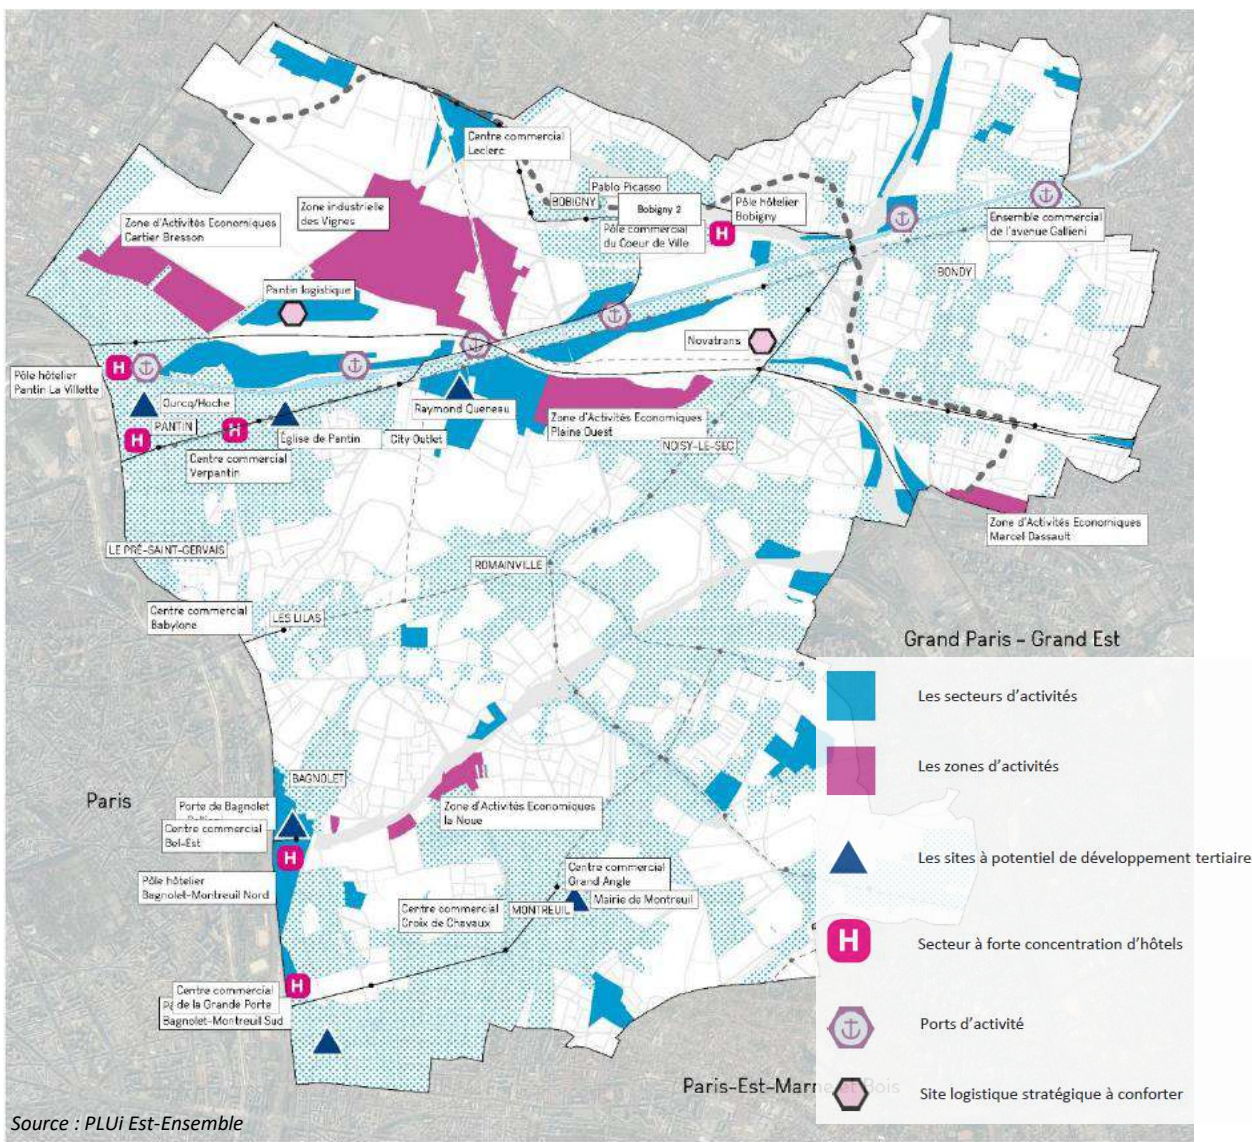 Centre commercial
Leclerc
Pablo Picasso
BOBIGNY
Bobigny 2
Pôle hôtelier
Bobigny
Pôle commercial
du Coeur de Ville
Ensemble commercial
de l'avenue Gallieni
Zone industrielle
des Vignes
Zone d'Activités Economiques
Cartier Bresson
BONDY
Pantin logistique
Novatrans
Pôle hôtelier
Pantin La Villette
Ourcq/Hoche
PANTIN
Raymond Queneau
Zone d'Activités Economiques
Plaine Ouest
Église de Pantin
City Outlet
NOISY-LE-SEC
Centre commercial
Verpantin
Zone d'Activités Economiques
Marcel Dassault
LE PRÉ-SAINT-GERVAIS
ROMAINVILLE
Centre commercial
Babylone
LES LILAS
Grand Paris - Grand Est
BAGNOLET
Paris
Porte de Bagnolet
Centre commercial
Bel-Est
Zone d'Activités Economiques
la Noue
Pôle hôtelier
Bagnolet-Montreuil Nord
Centre commercial
Grand Angle
Mairie de Montreuil
Centre commercial
Croix de Chavaux
MONTREUIL
Centre commercial
de la Grande Porte
Bagnolet-Montreuil Sud
Paris-Est-Marne et Bois
H
H
H
H
H
H
Les secteurs d'activités
Les zones d'activités
Les sites à potentiel de développement tertiaire
H Secteur à forte concentration d'hôtels
Ports d'activité
Site logistique stratégique à conforter
Source : PLUi Est-Ensemble